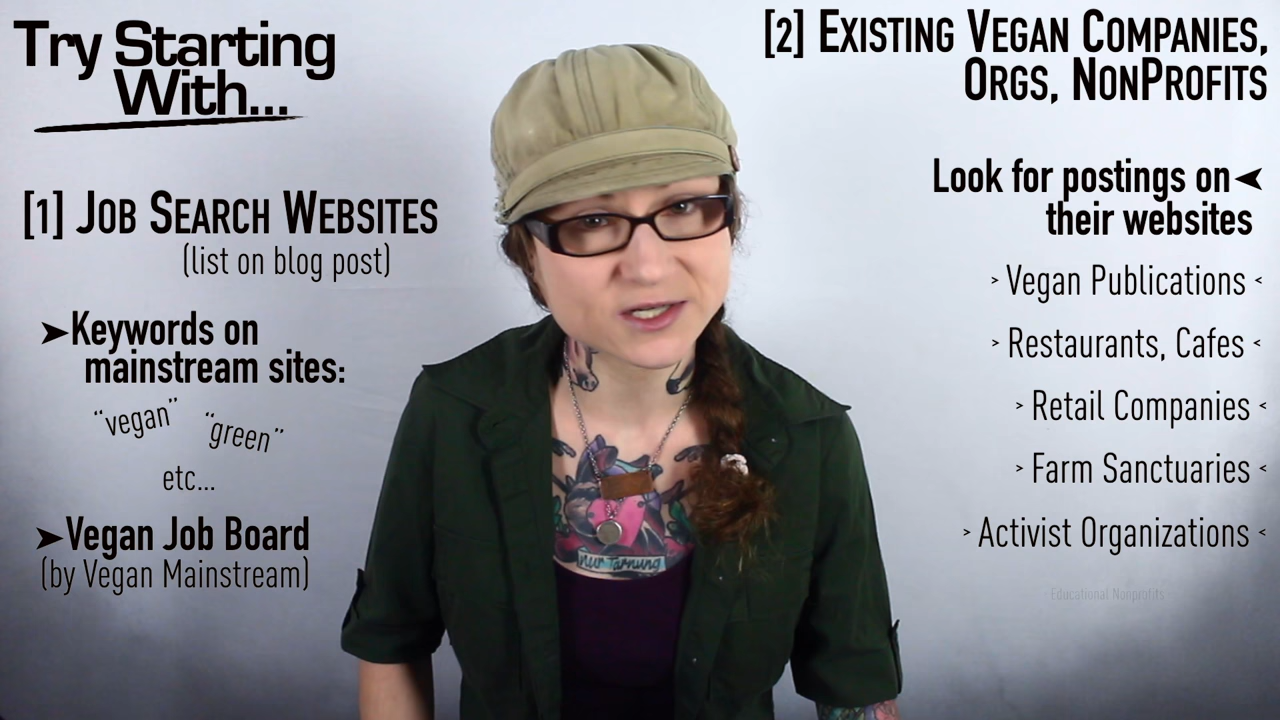 Try Starting
With...
[1] Job Search Websites
(list on blog post)
➤Keywords on
mainstream sites:
“vegan” “green”
etc...
➤Vegan Job Board
(by Vegan Mainstream)
[2] Existing Vegan Companies,
Orgs, NonProfits
Look for postings on➤
their websites
> Vegan Publications <
> Restaurants, Cafes <
> Retail Companies <
> Farm Sanctuaries <
> Activist Organizations <
Educational Nonprofits
nur Tarnung